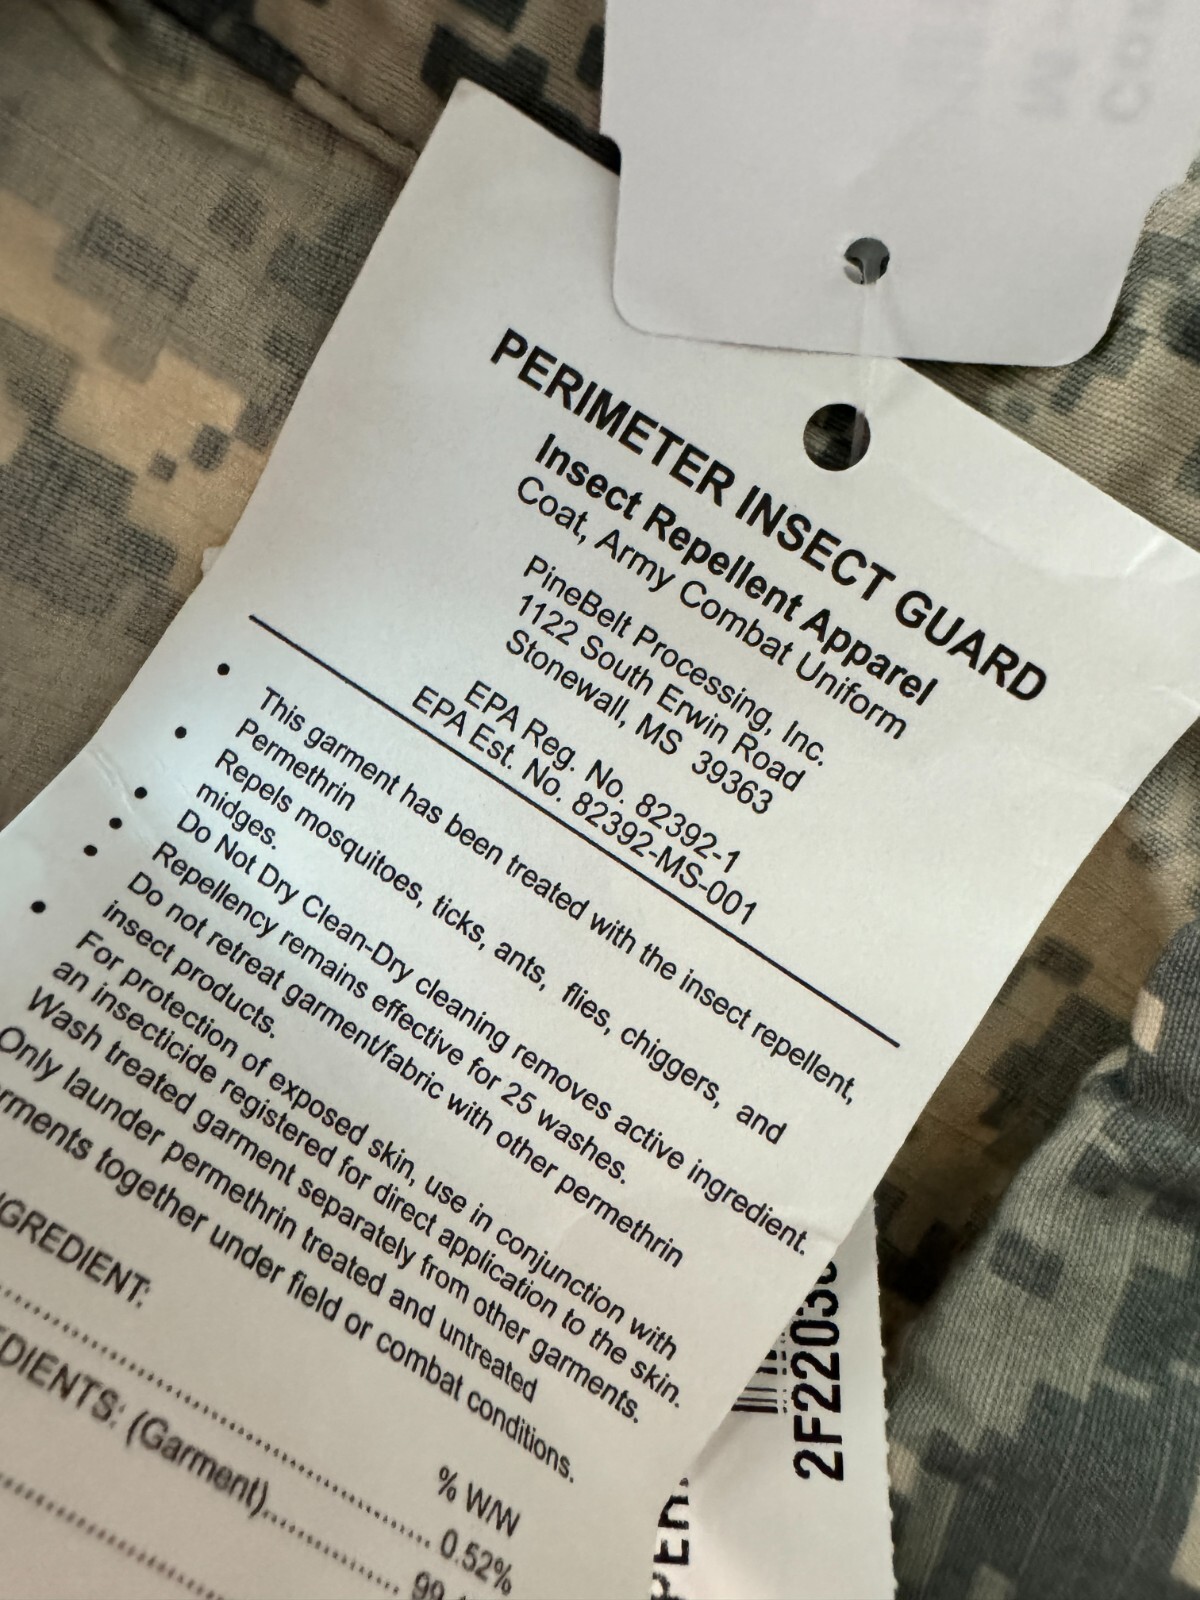 PERIMETER INSECT GUARD
Insect Repellent Apparel
Coat, Army Combat Uniform
PineBelt Processing, Inc.
1122 South Erwin Road
Stonewall, MS 39363
EPA Reg. No. 82392-1
EPA Est. No. 82392-MS-001
• This garment has been treated with the insect repellent,
Permethrin
• Repels mosquitoes, ticks, ants, flies, chiggers, and
midges.
• Do Not Dry Clean-Dry cleaning removes active ingredient.
• Repellency remains effective for 25 washes.
• Do not retreat garment/fabric with other permethrin
insect products.
• For protection of exposed skin, use in conjunction with
an insecticide registered for direct application to the skin.
Wash treated garment separately from other garments.
Only launder permethrin treated and untreated
rments together under field or combat conditions.
GREDIENT:
% W/W
0.52%
DIENTS: (Garment)
99.
2F2203
PER